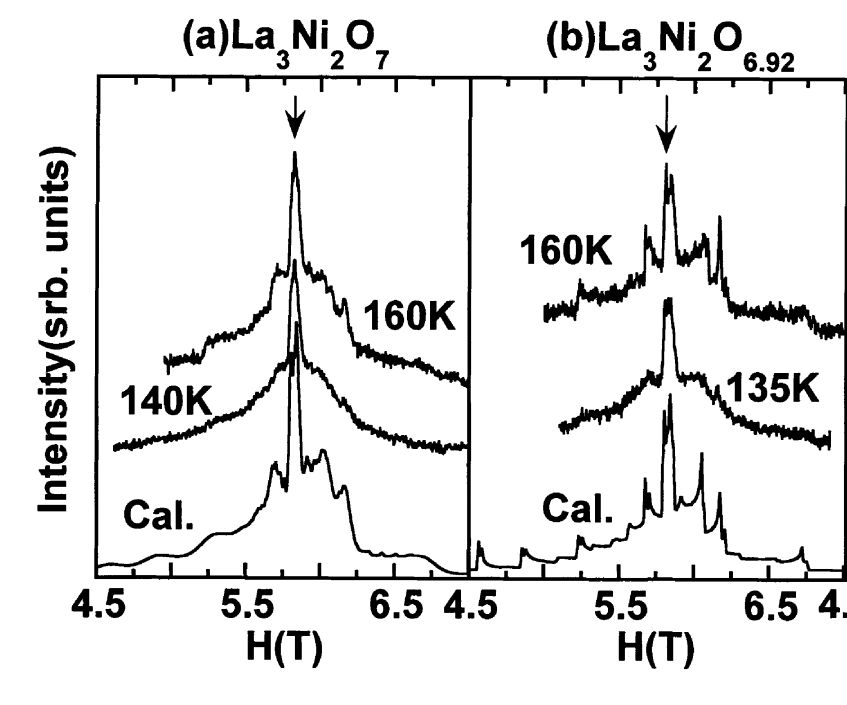 (a)La3Ni2O7
(b)La3Ni2O6.92
Intensity(srb. units)
160K
140K
Cal.
160K
135K
Cal.
4.5 5.5 6.5 4.5 5.5 6.5 4.
H(T) H(T)